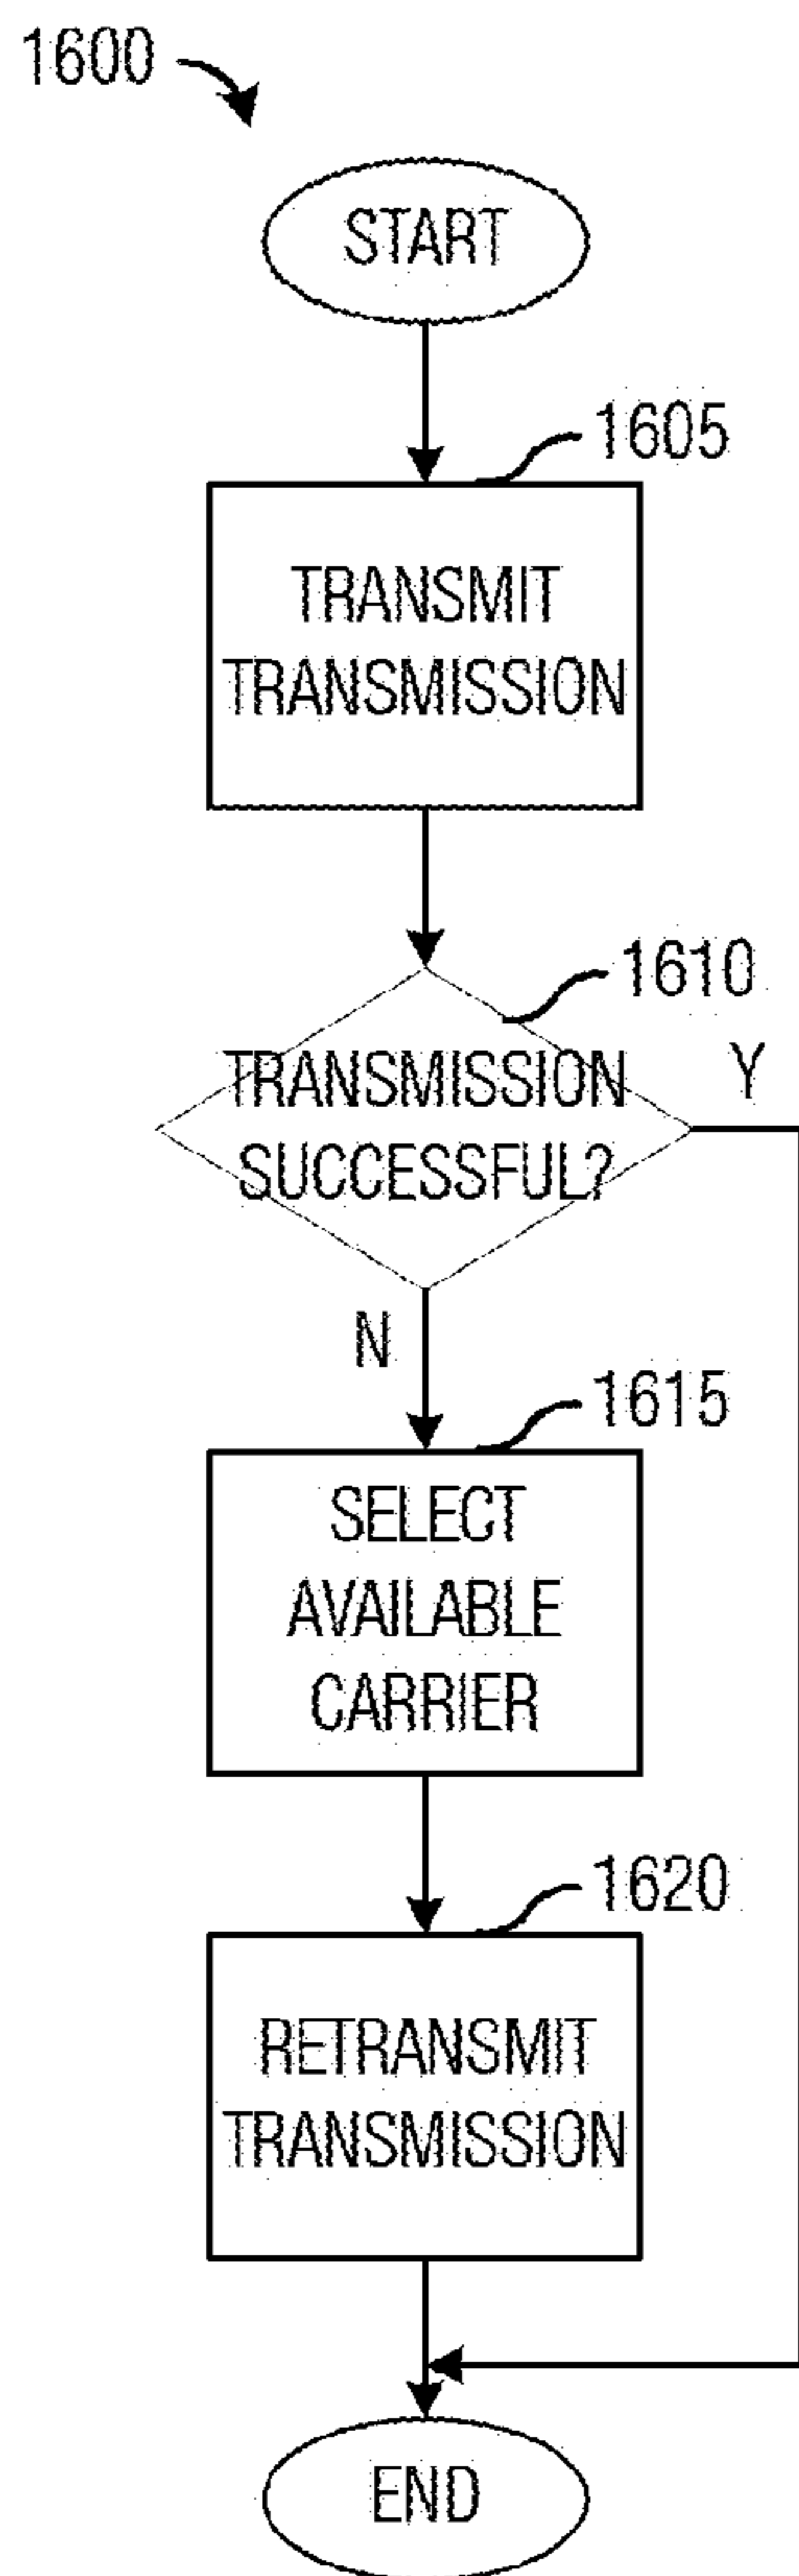 1600
START
1605
TRANSMIT
TRANSMISSION
1610
TRANSMISSION
SUCCESSFUL?
Y
N
1615
SELECT
AVAILABLE
CARRIER
1620
RETRANSMIT
TRANSMISSION
END